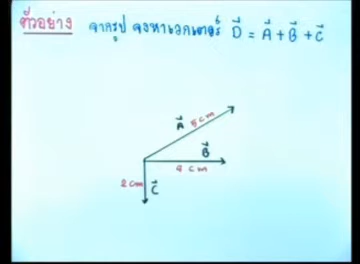 ตัวอย่าง จากรูป จงหาเวกเตอร์ D⃗ = A⃗ + B⃗ + C⃗
A⃗ 5 cm
B⃗
4 cm
2 cm C⃗